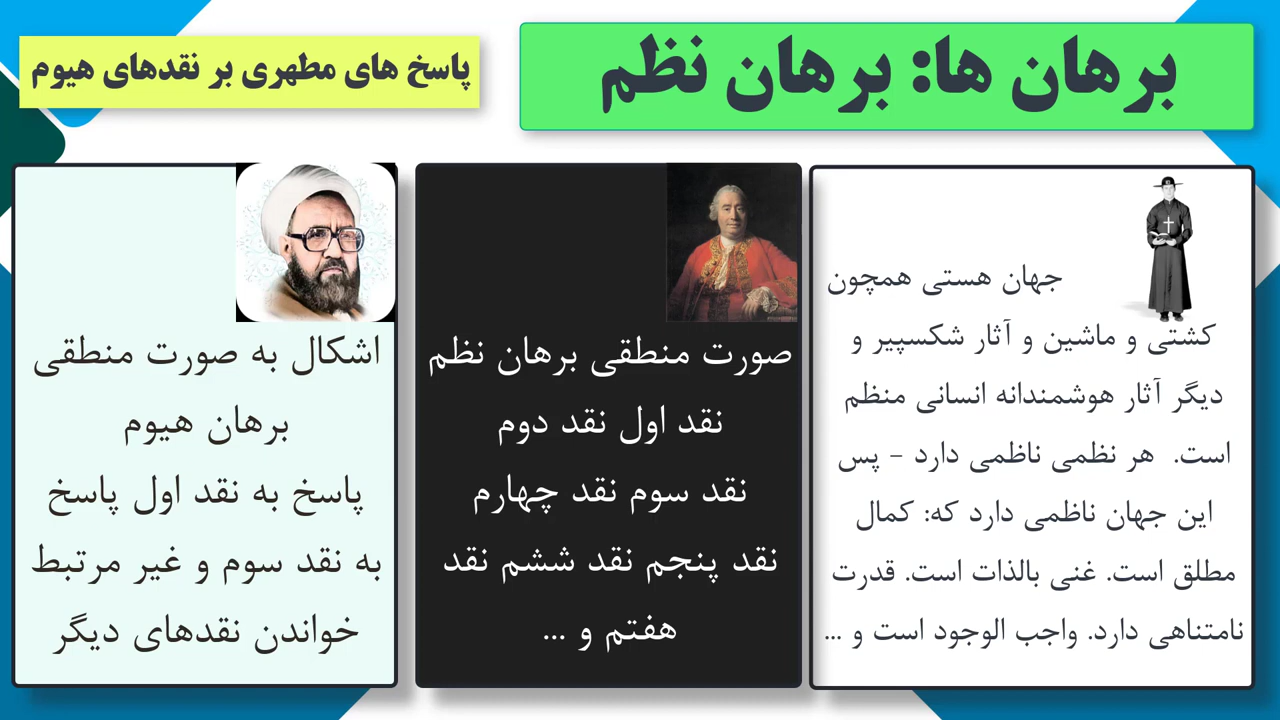 برهان ها: برهان نظم
پاسخ های مطهری بر نقدهای هیوم
جهان هستی همچون
کشتی و ماشین و آثار شکسپیر و
دیگر آثار هوشمندانه انسانی منظم
است. هر نظمی ناظمی دارد - پس
این جهان ناظمی دارد که: کمال
مطلق است. غنی بالذات است. قدرت
نامتناهی دارد. واجب الوجود است و ...
صورت منطقی برهان نظم
نقد اول نقد دوم
نقد سوم نقد چهارم
نقد پنجم نقد ششم نقد
هفتم و ...
اشکال به صورت منطقی
برهان هیوم
پاسخ به نقد اول پاسخ
به نقد سوم و غیر مرتبط
خواندن نقدهای دیگر